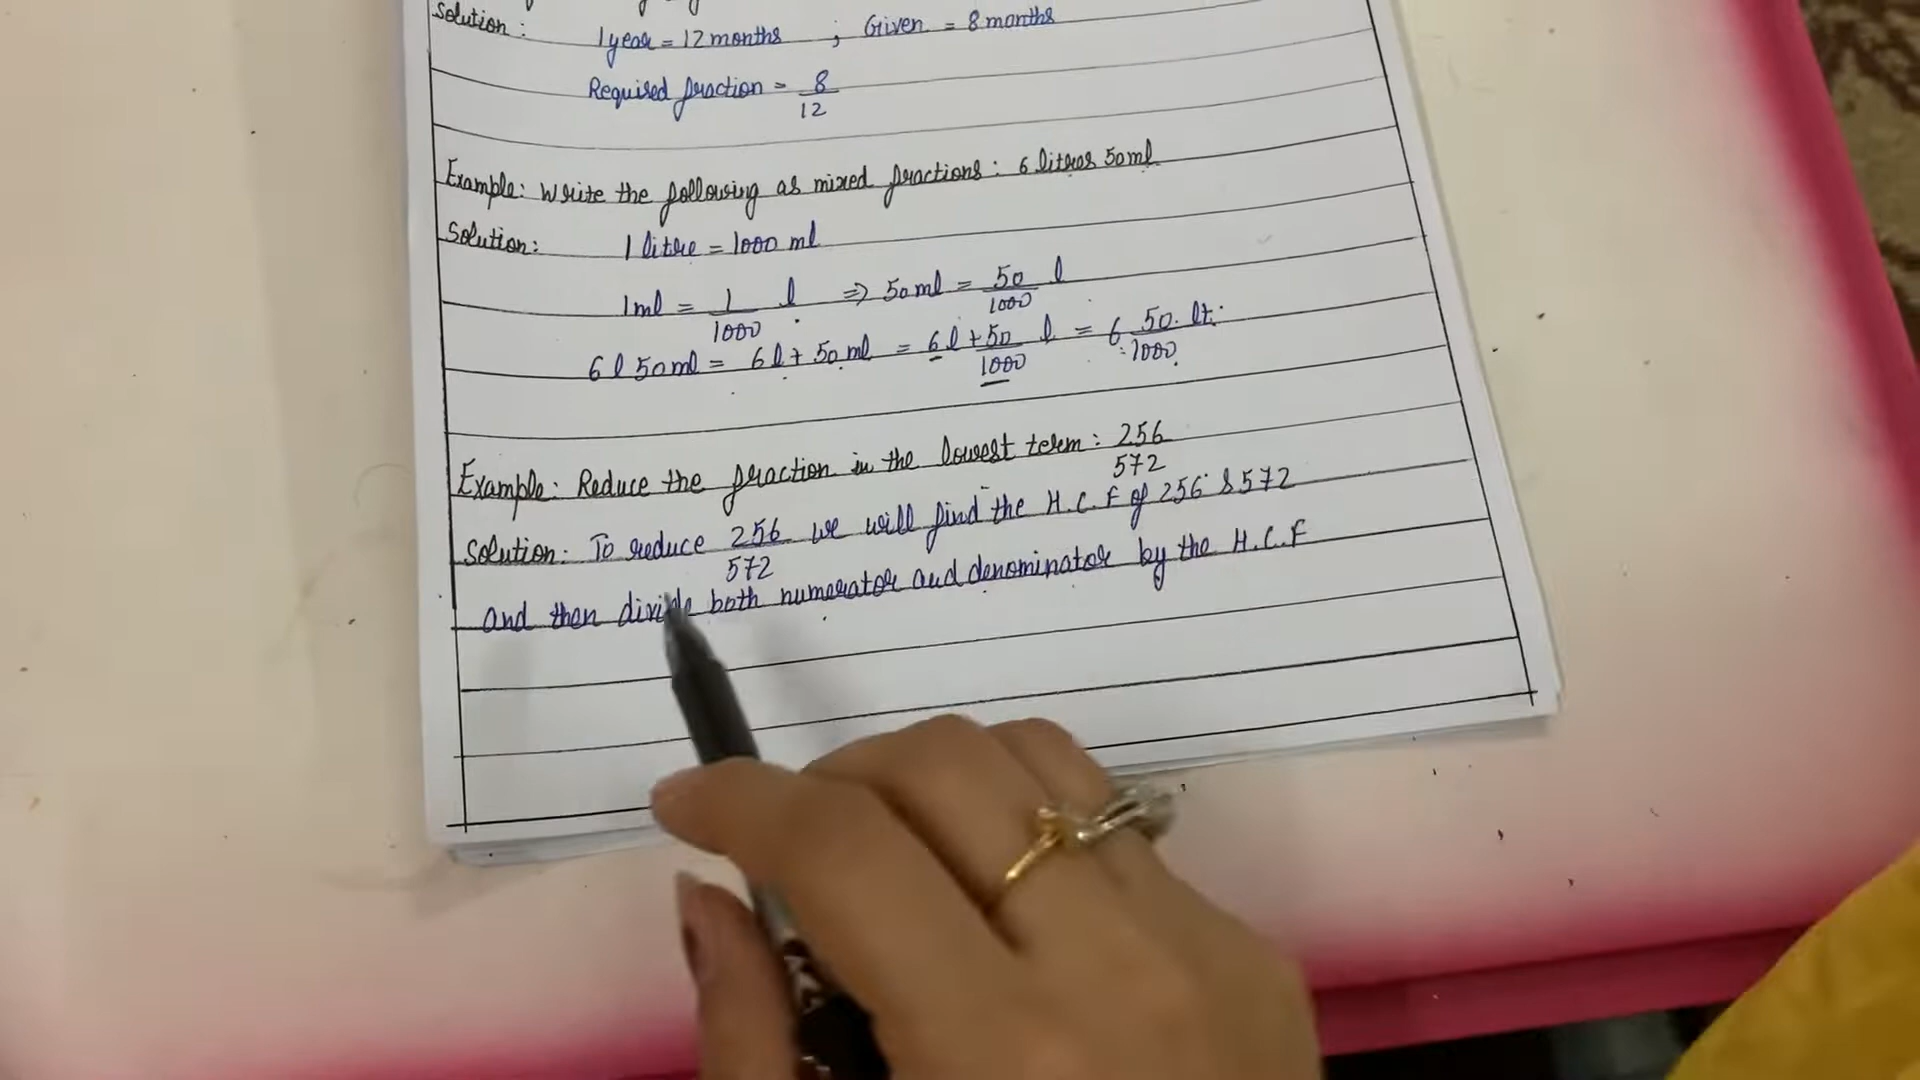 Solution: 1 year = 12 months ; Given = 8 months
Required fraction = 8/12
Example: Write the following as mixed fractions: 6 litres 50ml
Solution: 1 litre = 1000 ml
1ml = 1/1000 l ⇒ 50ml = 50/1000 l
6 l 50ml = 6 l + 50 ml = 6 l + 50/1000 l = 6 50/1000 lt.
Example: Reduce the fraction in the lowest term: 256/572
Solution: To reduce 256/572 we will find the H.C.F of 256 & 572
and then divide both numerator and denominator by the H.C.F